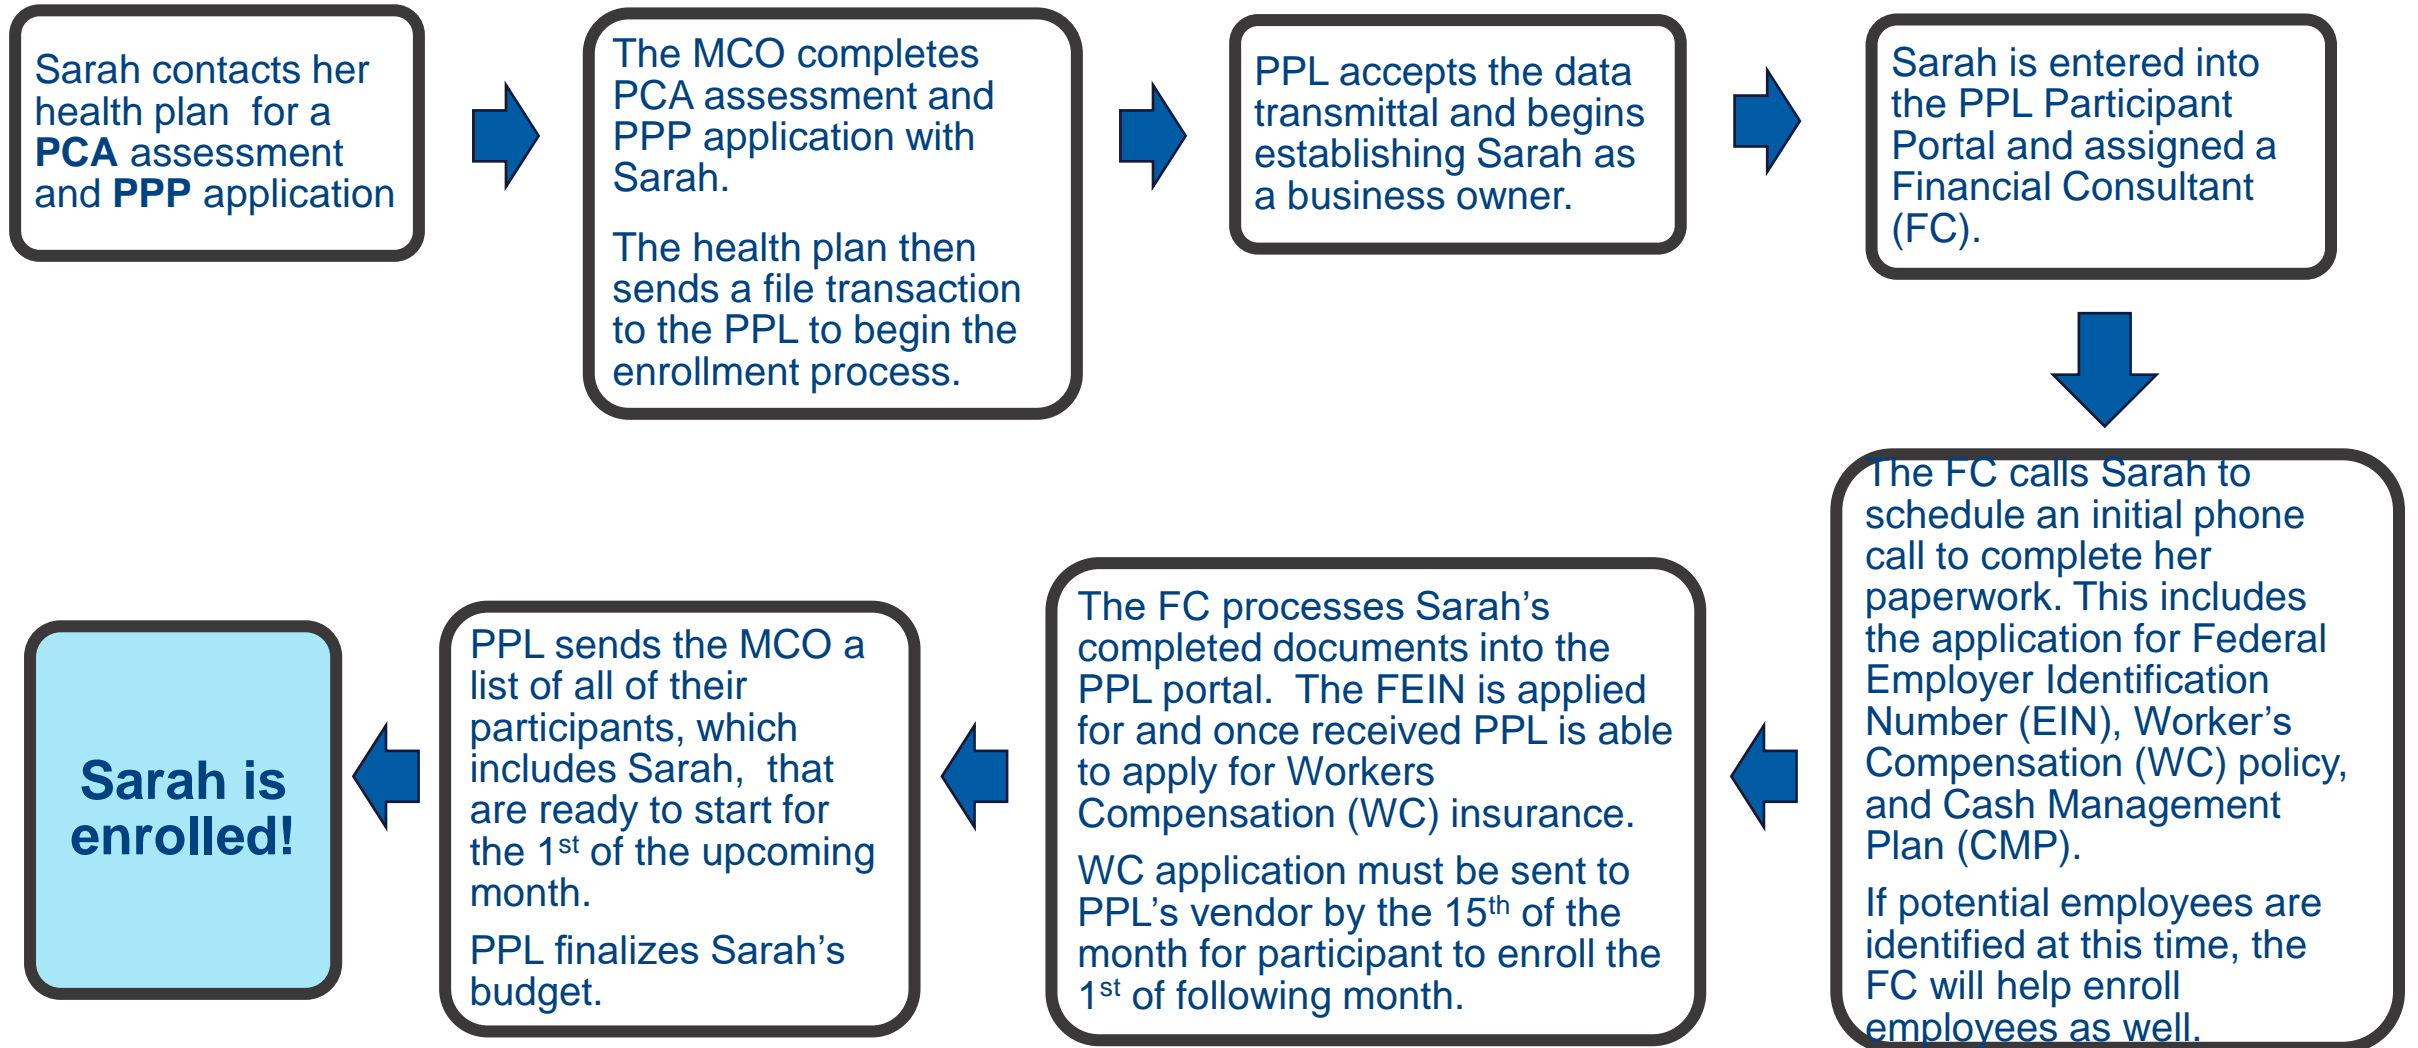 Sarah contacts her
health plan for a
PCA assessment
and PPP application
The MCO completes
PCA assessment and
PPP application with
Sarah.
The health plan then
sends a file transaction
to the PPL to begin the
enrollment process.
PPL accepts the data
transmittal and begins
establishing Sarah as
a business owner.
Sarah is entered into
the PPL Participant
Portal and assigned a
Financial Consultant
(FC).
The FC calls Sarah to
schedule an initial phone
call to complete her
paperwork. This includes
the application for Federal
Employer Identification
Number (EIN), Worker’s
Compensation (WC) policy,
and Cash Management
Plan (CMP).
If potential employees are
identified at this time, the
FC will help enroll
employees as well.
The FC processes Sarah’s
completed documents into the
PPL portal. The FEIN is applied
for and once received PPL is able
to apply for Workers
Compensation (WC) insurance.
WC application must be sent to
PPL’s vendor by the 15th of the
month for participant to enroll the
1st of following month.
PPL sends the MCO a
list of all of their
participants, which
includes Sarah, that
are ready to start for
the 1st of the upcoming
month.
PPL finalizes Sarah’s
budget.
Sarah is
enrolled!